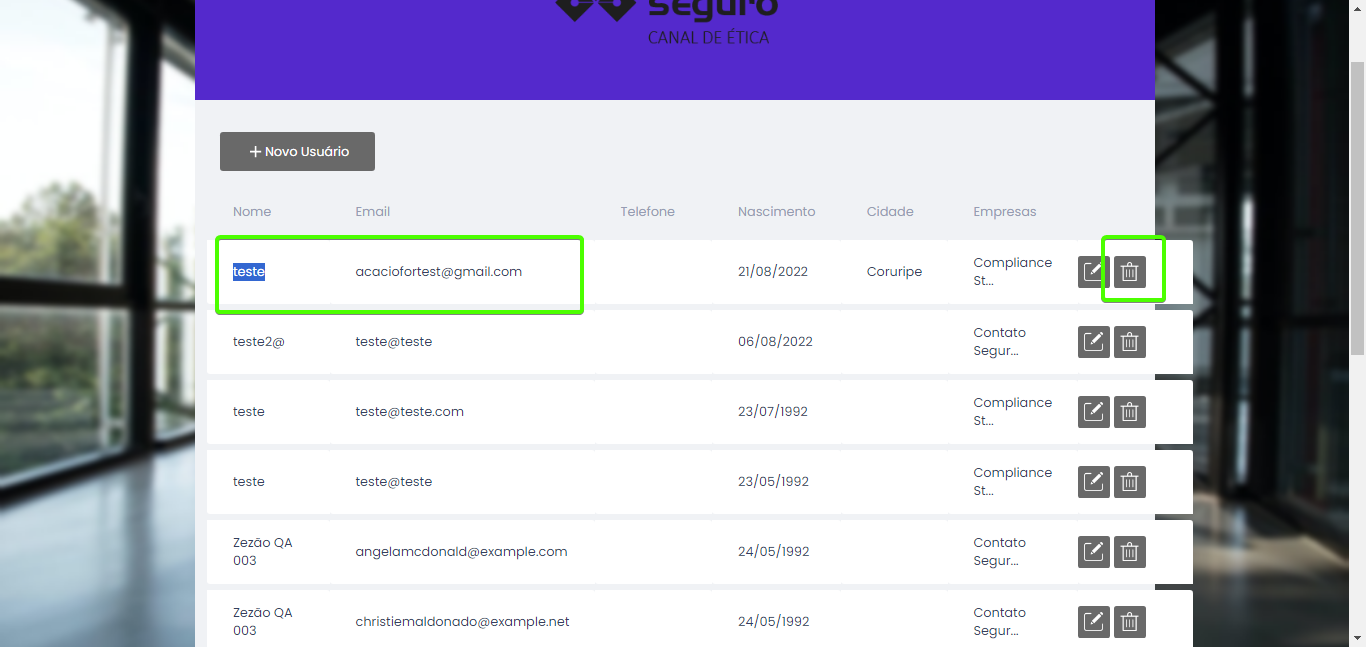 seguro
CANAL DE ÉTICA
+ Novo Usuário
Nome Email Telefone Nascimento Cidade Empresas
teste acaciofortest@gmail.com 21/08/2022 Coruripe Compliance
St...
teste2@ teste@teste 06/08/2022 Contato
Segur...
teste teste@teste.com 23/07/1992 Compliance
St...
teste teste@teste 23/05/1992 Compliance
St...
Zezão QA
003 angelamcdonald@example.com 24/05/1992 Contato
Segur...
Zezão QA
003 christiemaldonado@example.net 24/05/1992 Contato
Segur...